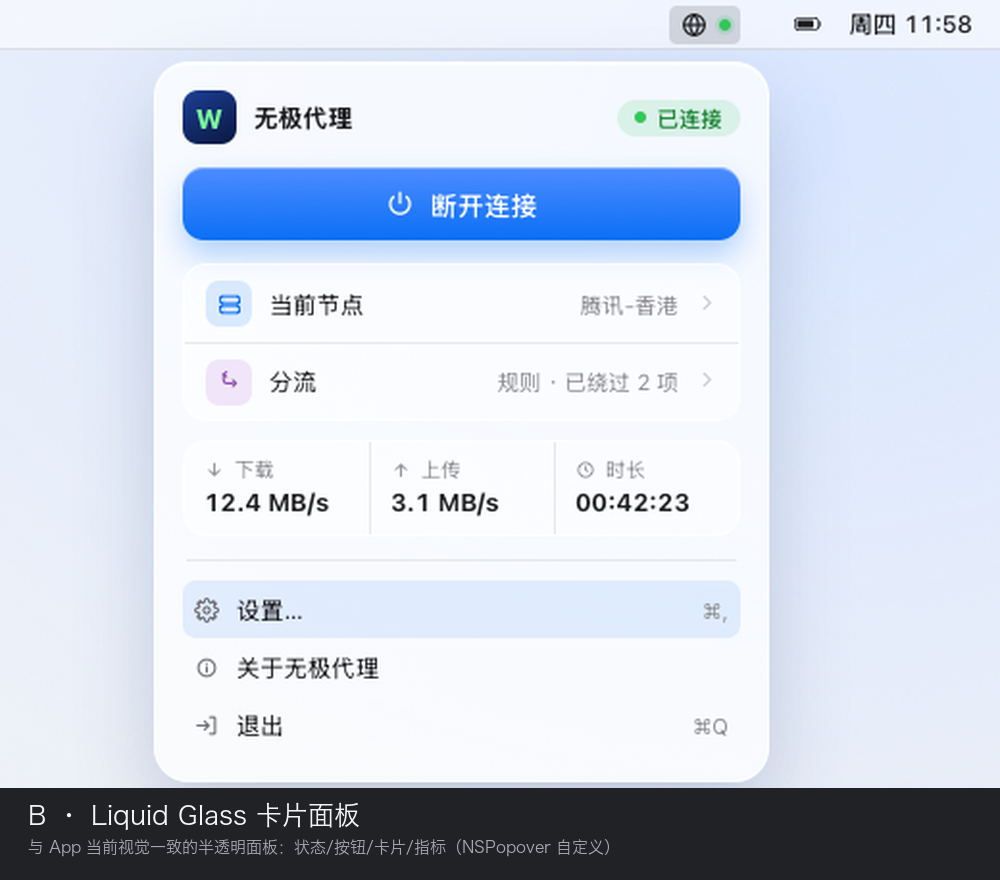 周四 11:58
W 无极代理 已连接
断开连接
当前节点 腾讯-香港
分流 规则 · 已绕过 2 项
下载 上传 时长
12.4 MB/s 3.1 MB/s 00:42:23
设置... ⌘,
关于无极代理
退出 ⌘Q
B · Liquid Glass 卡片面板
与 App 当前视觉一致的半透明面板：状态/按钮/卡片/指标（NSPopover 自定义）